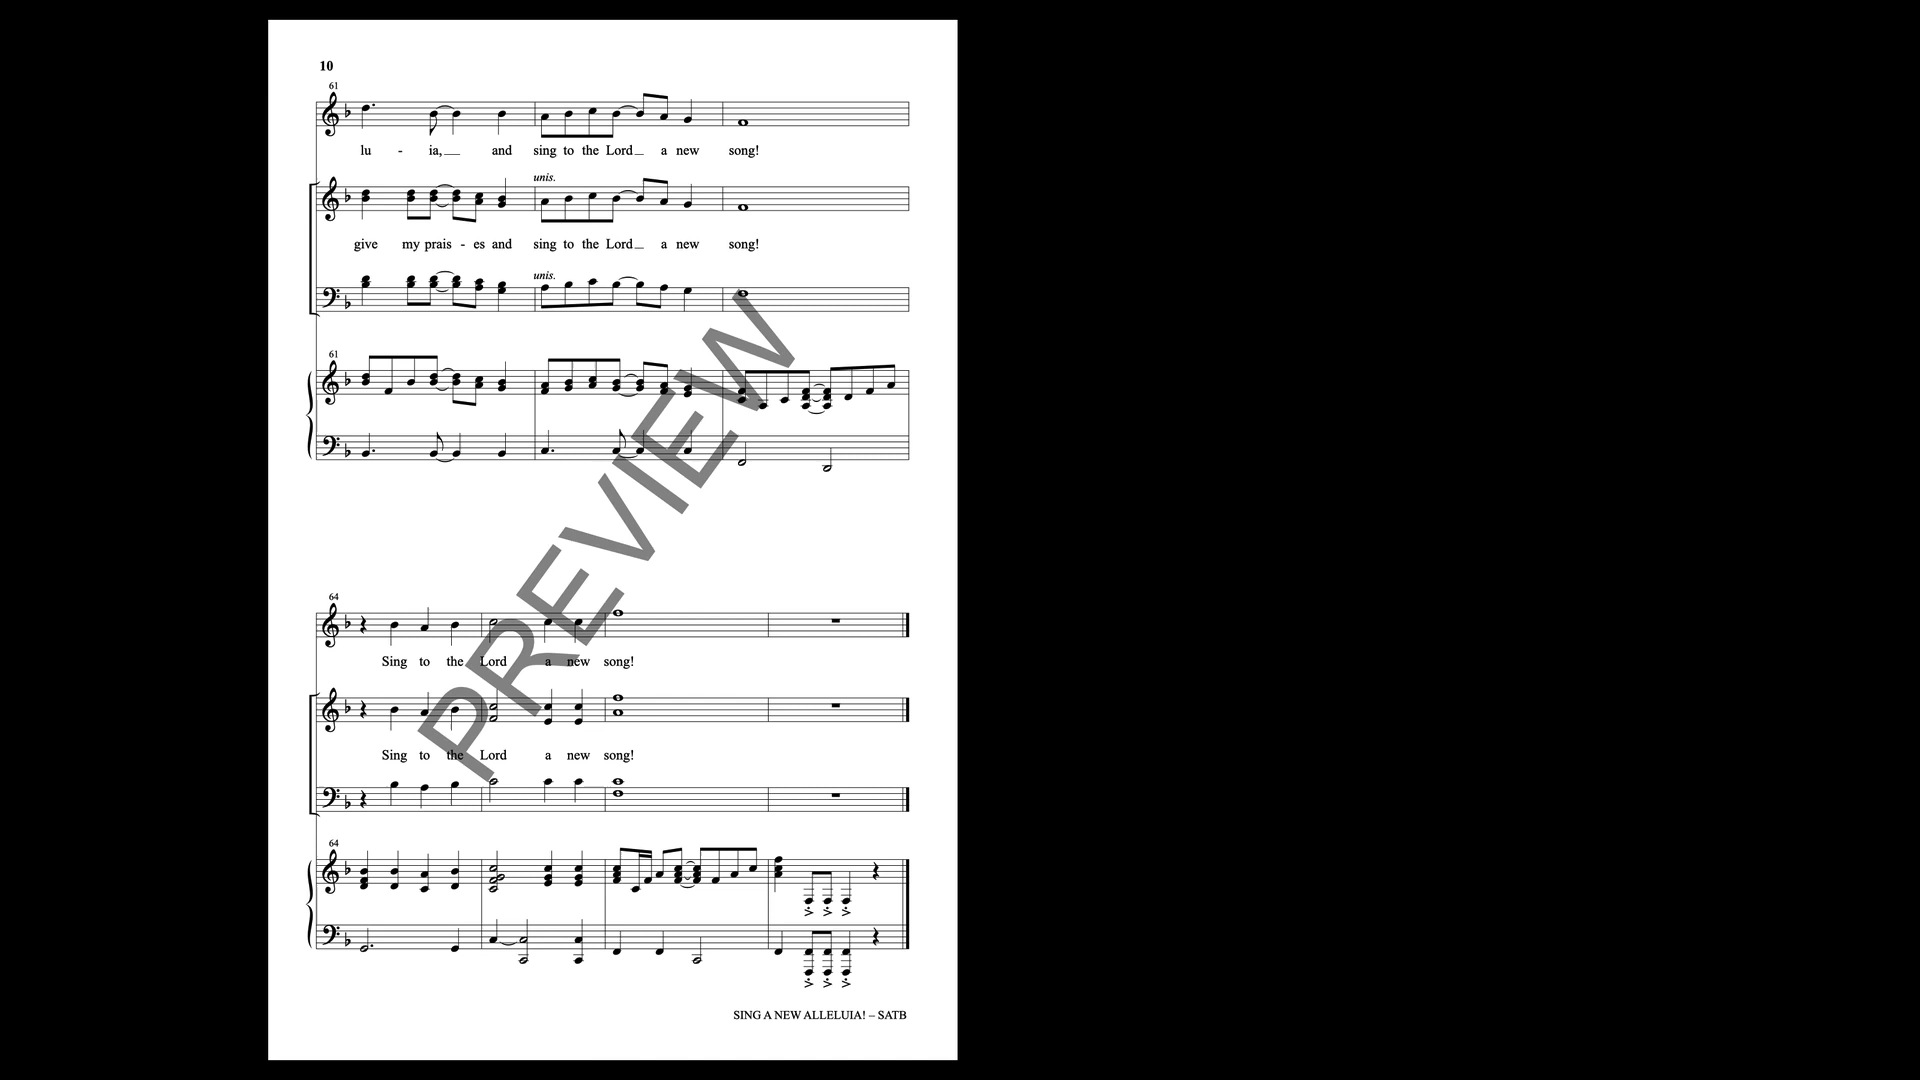 10
61
lu - ia, and sing to the Lord a new song!
unis.
give my prais - es and sing to the Lord a new song!
unis.
61
PREVIEW
64
Sing to the Lord a new song!
Sing to the Lord a new song!
64
SING A NEW ALLELUIA! – SATB